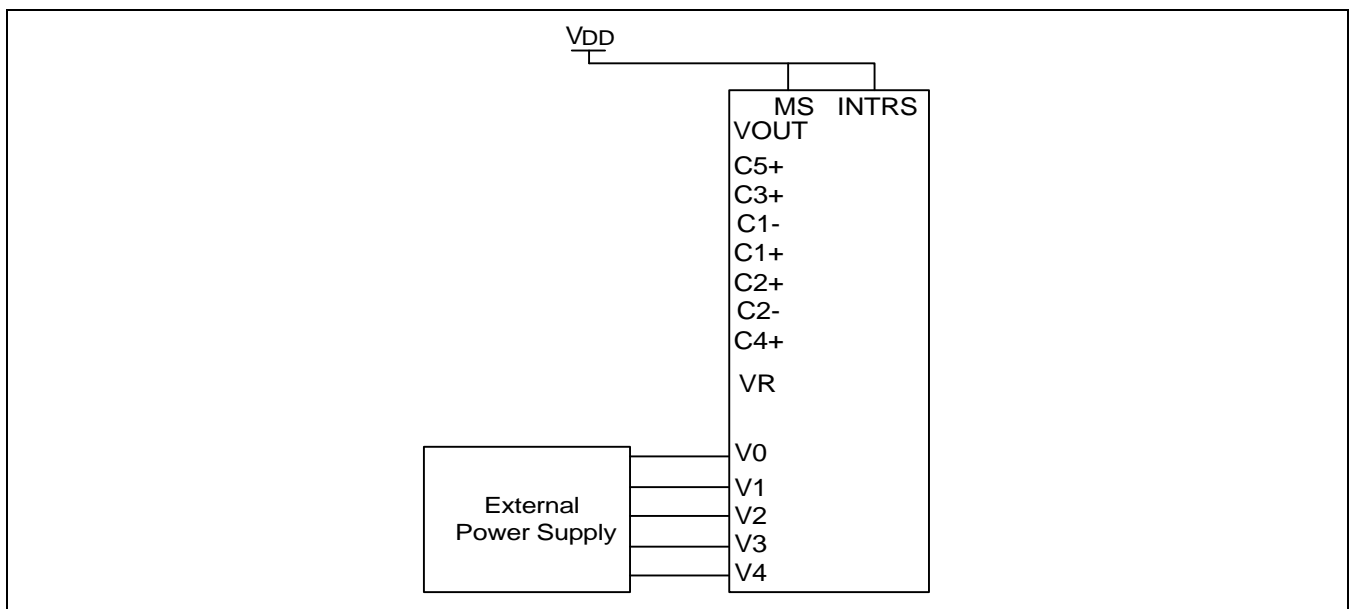 VDD
MS INTRS
VOUT
C5+
C3+
C1-
C1+
C2+
C2-
C4+
VR
V0
V1
V2
V3
V4
External
Power Supply